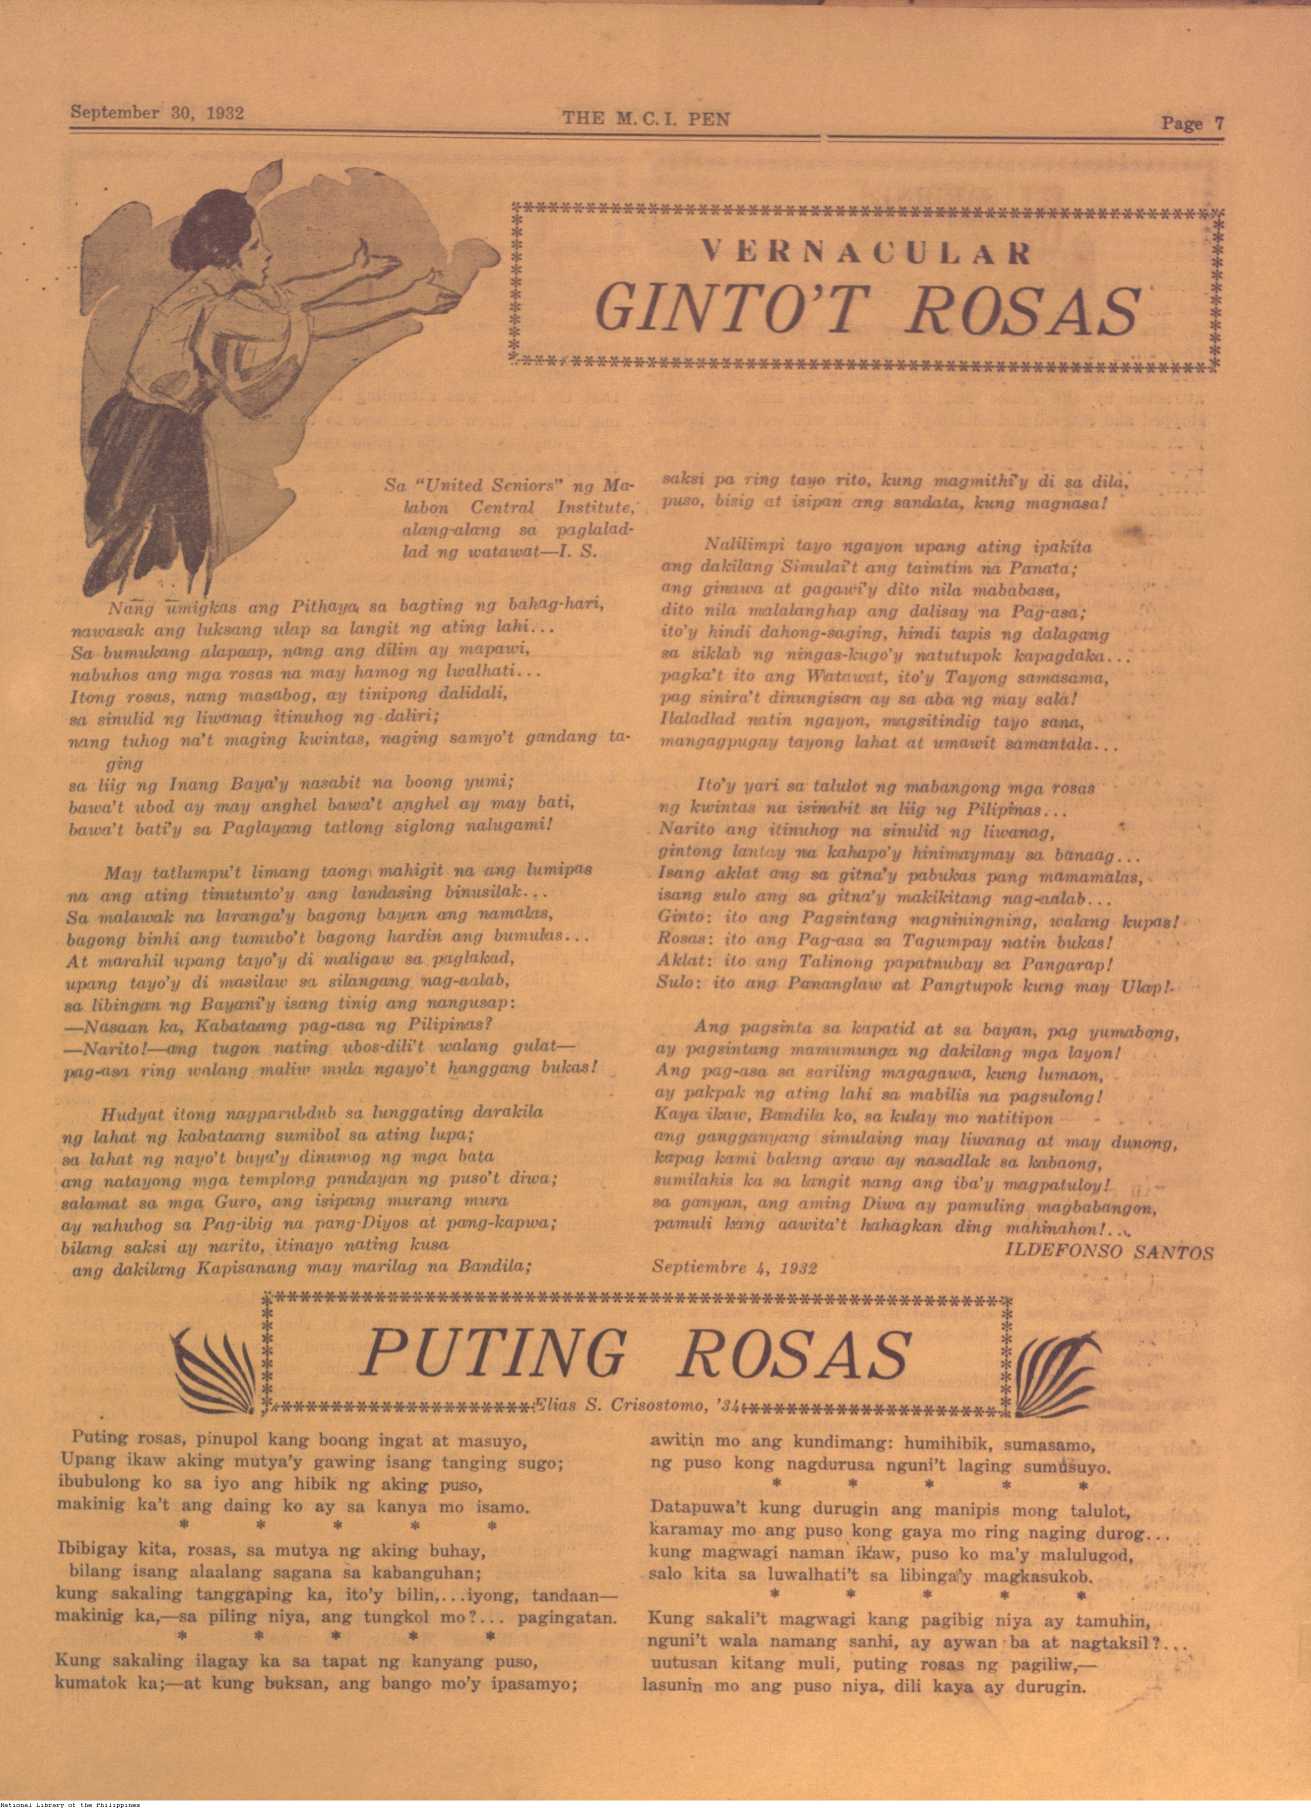 September 30, 1932
THE M. C. I. PEN
Page 7
VERNACULAR
GINTO'T ROSAS
Sa "United Seniors" ng Ma-
labon Central Institute,
alang-alang sa paglalad-
lad ng watawat—I. S.
Nang umigkas ang Pithaya sa bagting ng bahag-hari,
nawasak ang luksang ulap sa langit ng ating lahi...
Sa bumukang alapaap, nang ang dilim ay mapawi,
nabuhos ang mga rosas na may hamog ng lwalhati...
Itong rosas, nang masabog, ay tinipong dalidali,
sa sinulid ng liwanag itinuhog ng daliri;
nang tuhog na't maging kwintas, naging samyo't gandang ta-
ging
sa liig ng Inang Baya'y nasabit na boong yumi;
bawa't ubod ay may anghel bawa't anghel ay may bati,
bawa't bati'y sa Paglayang tatlong siglong nalugami!
May tatlumpu't limang taong mahigit na ang lumipas
na ang ating tinutunto'y ang landasing binusilak...
Sa malawak na laranga'y bagong bayan ang namalas,
bagong binhi ang tumubo't bagong hardin ang bumulas...
At marahil upang tayo'y di maligaw sa paglakad,
upang tayo'y di masilaw sa silangang nag-aalab,
sa libingan ng Bayani'y isang tinig ang nangusap:
—Nasaan ka, Kabataang pag-asa ng Pilipinas?
—Narito!—ang tugon nating ubos-dili't walang gulat—
pag-asa ring walang maliw mula ngayo't hanggang bukas!
Hudyat itong nagparubdub sa lunggating darakila
ng lahat ng kabataang sumibol sa ating lupa;
sa lahat ng nayo't baya'y dinumog ng mga bata
ang natayong mga templong pandayan ng puso't diwa;
salamat sa mga Guro, ang isipang murang mura
ay nahubog sa Pag-ibig na pang-Diyos at pang-kapwa;
bilang saksi ay narito, itinayo nating kusa
ang dakilang Kapisanang may marilag na Bandila;
saksi pa ring tayo rito, kung magmithi'y di sa dila,
puso, bisig at isipan ang sandata, kung magnasa!
Nalilimpi tayo ngayon upang ating ipakita
ang dakilang Simulai't ang taimtim na Panata;
ang ginawa at gagawi'y dito nila mababasa,
dito nila malalanghap ang dalisay na Pag-asa;
ito'y hindi dahong-saging, hindi tapis ng dalagang
sa siklab ng ningas-kugo'y natutupok kapagdaka...
pagka't ito ang Watawat, ito'y Tayong samasama,
pag sinira't dinungisan ay sa aba ng may sala!
Ilaladlad natin ngayon, magsitindig tayo sana,
mangagpugay tayong lahat at umawit samantala...
Ito'y yari sa talulot ng mabangong mga rosas
ng kwintas na isinabit sa liig ng Pilipinas...
Narito ang itinuhog na sinulid ng liwanag,
gintong lantay na kahapo'y hinimaymay sa banaag...
Isang aklat ang sa gitna'y pabukas pang mamamalas,
isang sulo ang sa gitna'y makikitang nag-aalab...
Ginto: ito ang Pagsintang nagniningning, walang kupas!
Rosas: ito ang Pag-asa sa Tagumpay natin bukas!
Aklat: ito ang Talinong papatnubay sa Pangarap!
Sulo: ito ang Pananglaw at Pangtupok kung may Ulap!
Ang pagsinta sa kapatid at sa bayan, pag yumabong,
ay pagsintang mamumunga ng dakilang mga layon!
Ang pag-asa sa sariling magagawa, kung lumaon,
ay pakpak ng ating lahi sa mabilis na pagsulong!
Kaya ikaw, Bandila ko, sa kulay mo natitipon
ang gangganyang simulaing may liwanag at may dunong,
kapag kami balang araw ay nasadlak sa kabaong,
sumilahis ka sa langit nang ang iba'y magpatuloy!
sa ganyan, ang aming Diwa ay pamuling magbabangon,
pamuli kang aawita't hahagkan ding mahinahon!...
ILDEFONSO SANTOS
Septiembre 4, 1932
PUTING ROSAS
Elias S. Crisostomo, '34
Puting rosas, pinupol kang boong ingat at masuyo,
Upang ikaw aking mutya'y gawing isang tanging sugo;
ibubulong ko sa iyo ang hibik ng aking puso,
makinig ka't ang daing ko ay sa kanya mo isamo.
* * * * *
Ibibigay kita, rosas, sa mutya ng aking buhay,
bilang isang alaalang sagana sa kabanguhan;
kung sakaling tanggaping ka, ito'y bilin,...iyong, tandaan—
makinig ka,—sa piling niya, ang tungkol mo?... pagingatan.
* * * * *
Kung sakaling ilagay ka sa tapat ng kanyang puso,
kumatok ka;—at kung buksan, ang bango mo'y ipasamyo;
awitin mo ang kundimang: humihibik, sumasamo,
ng puso kong nagdurusa nguni't laging sumusuyo.
* * * * *
Datapuwa't kung durugin ang manipis mong talulot,
karamay mo ang puso kong gaya mo ring naging durog...
kung magwagi naman ikaw, puso ko ma'y malulugod,
salo kita sa luwalhati't sa libinga'y magkasukob.
* * * * *
Kung sakali't magwagi kang pagibig niya ay tamuhin,
nguni't wala namang sanhi, ay aywan ba at nagtaksil?...
uutusan kitang muli, puting rosas ng pagiliw,—
lasunin mo ang puso niya, dili kaya ay durugin.
National Library of the Philippines